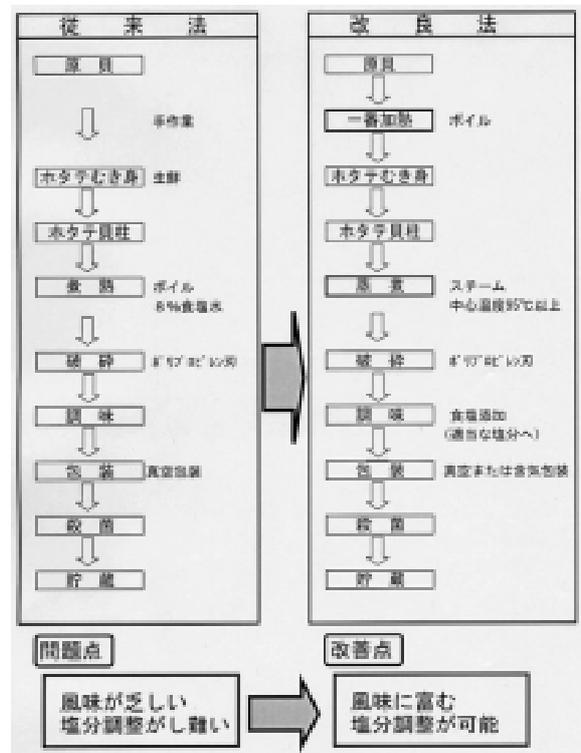 従来法
原貝
手作業
ホタテむき身 生鮮
ホタテ貝柱
煮熟 ボイル
8%食塩水
破砕 ポリプロピレン刃
調味
包装 真空包装
殺菌
貯蔵
改良法
原貝
一番加熱 ボイル
ホタテむき身
ホタテ貝柱
蒸煮 スチーム
中心温度95℃以上
破砕 ポリプロピレン刃
調味 食塩添加
(適当な塩分へ)
包装 真空または含気包装
殺菌
貯蔵
問題点
風味が乏しい
塩分調整がし難い
改善点
風味に富む
塩分調整が可能